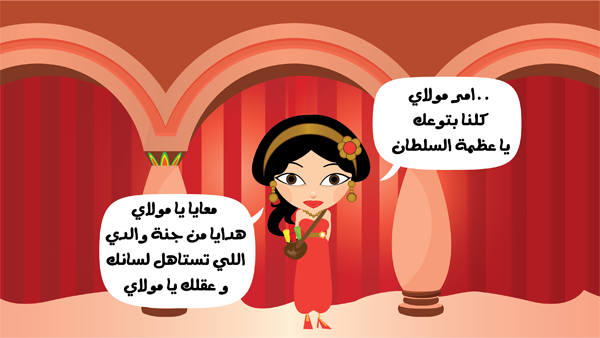 ..امر مولاي
كلنا بتوعك
يا عظمة السلطان
معايا يا مولاي
هدايا من جنة والدي
اللي تستاهل لسانك
و عقلك يا مولاي